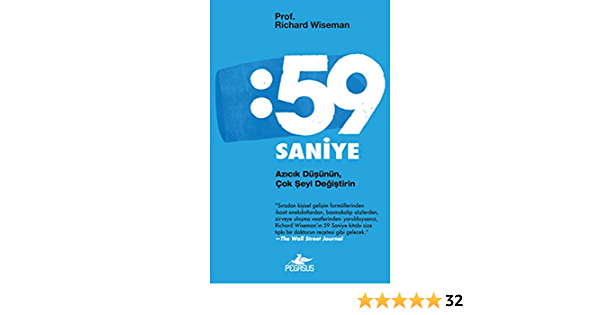 Prof.
Richard Wiseman
:59
SANİYE
Azıcık Düşünün,
Çok Şeyi Değiştirin
"Sıradan kişisel gelişim formüllerinden
-basit anekdotlardan, basmakalıp sözlerden,
zirveye ulaşma vaatlerinden- yorulduysanız,
Richard Wiseman'ın 59 Saniye kitabı size
tıpkı bir doktorun reçetesi gibi gelecek."
—The Wall Street Journal
PEGASUS
32